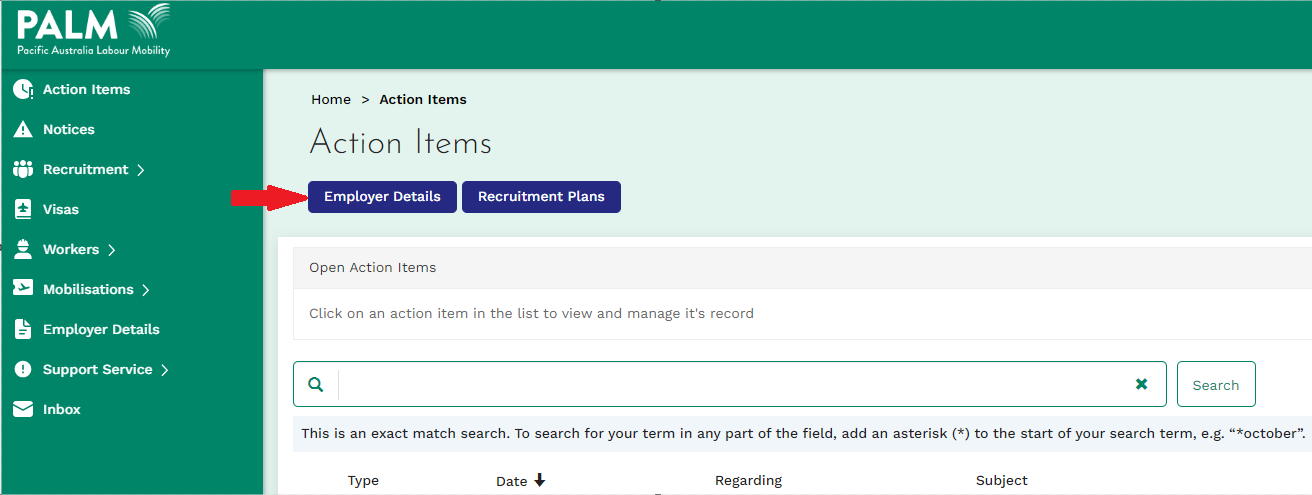 PALM
Pacific Australia Labour Mobility
Action Items
Notices
Recruitment
Visas
Workers
Mobilisations
Employer Details
Support Service
Inbox
Home > Action Items
Action Items
Employer Details Recruitment Plans
Open Action Items
Click on an action item in the list to view and manage it's record
Search
This is an exact match search. To search for your term in any part of the field, add an asterisk (*) to the start of your search term, e.g. “*october”.
Type Date Regarding Subject